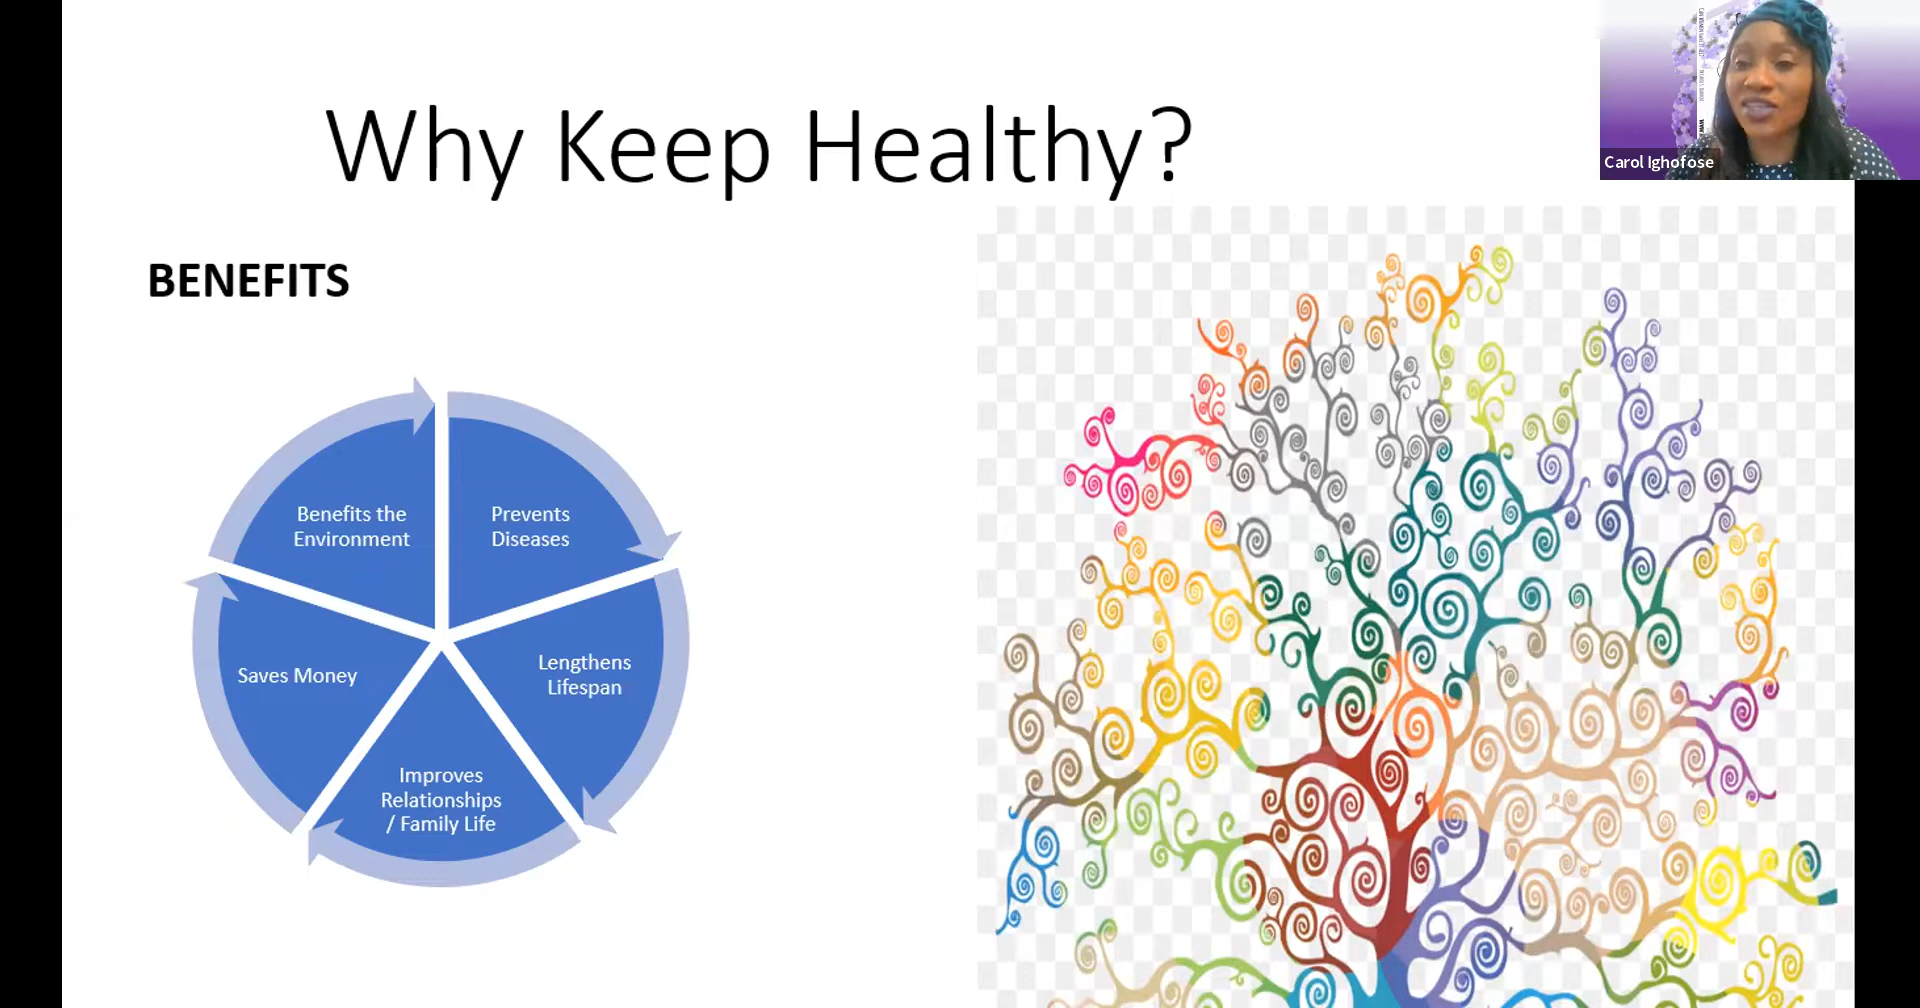 Why Keep Healthy?
Carol Ighofose
BENEFITS
Benefits the
Environment
Prevents
Diseases
Lengthens
Lifespan
Improves
Relationships
/ Family Life
Saves Money